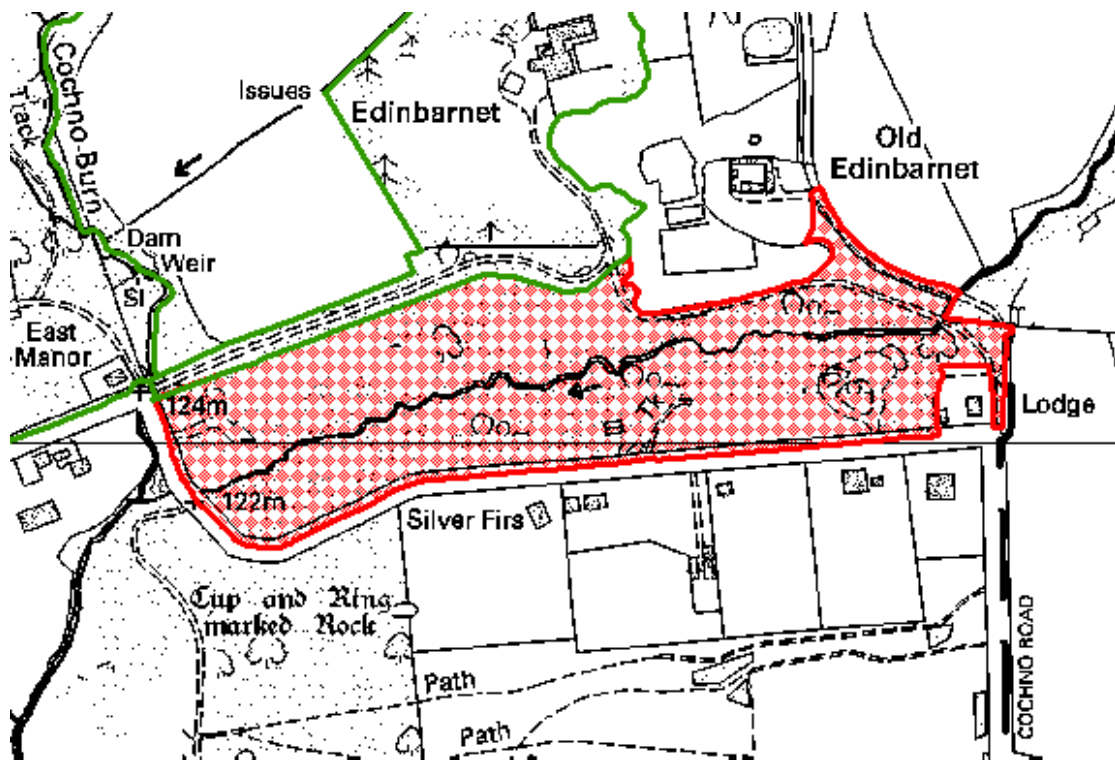 Cochno Burn
Track
Issues
Edinbarnet
Old
Edinbarnet
Dam
Weir
Sl
East
Manor
124m
Tk
Lodge
122m
Silver Firs
Cup and Ring
marked Rock
Path
Path
COCHNO ROAD